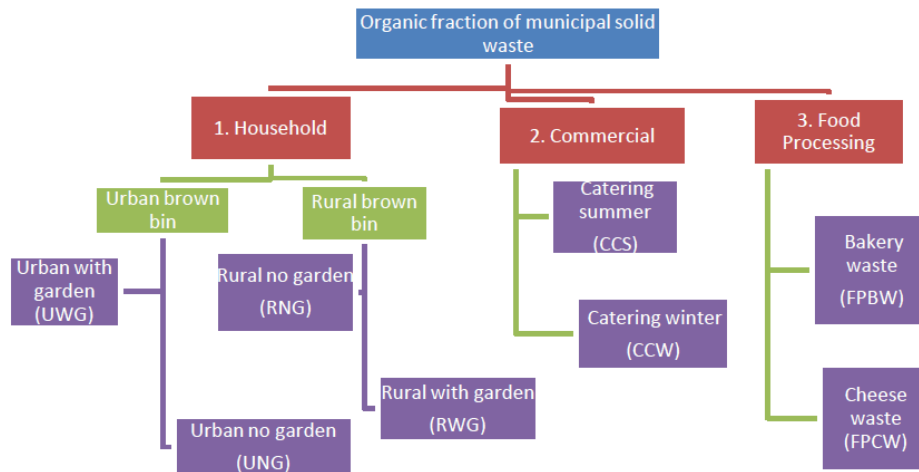 Organic fraction of municipal solid
waste
1. Household
2. Commercial
3. Food
Processing
Urban brown
bin
Rural brown
bin
Catering
summer
(CCS)
Urban with
garden
(UWG)
Rural no garden
(RNG)
Bakery
waste
(FPBW)
Catering winter
(CCW)
Rural with garden
(RWG)
Cheese
waste
(FPCW)
Urban no garden
(UNG)